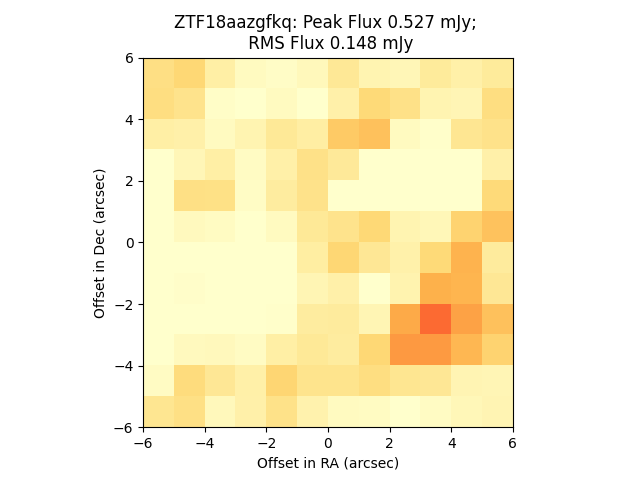 ZTF18aazgfkq: Peak Flux 0.527 mJy;
RMS Flux 0.148 mJy
6
4
2
0
−2
−4
−6
Offset in Dec (arcsec)
−6 −4 −2 0 2 4 6
Offset in RA (arcsec)